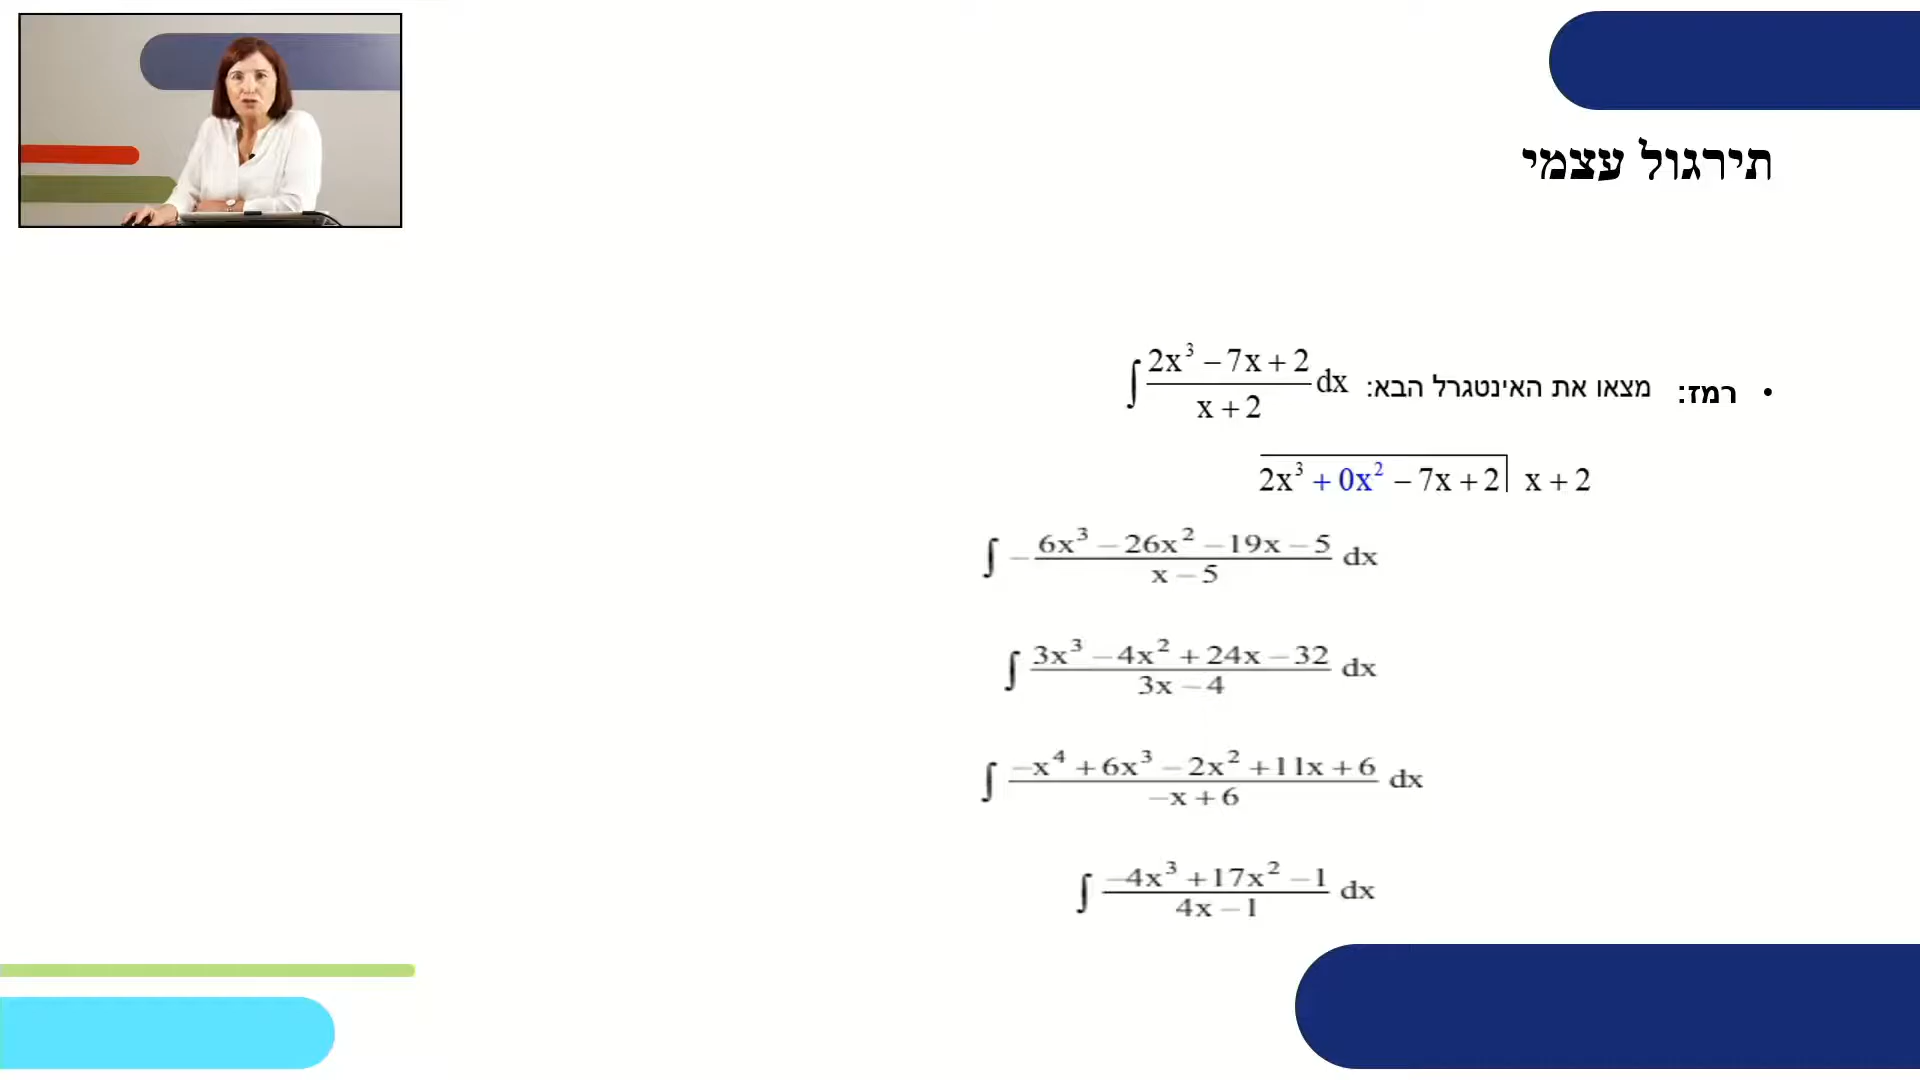 תירגול עצמי
• רמז: מצאו את האינטגרל הבא: ∫ (2x³ − 7x + 2)/(x + 2) dx
2x³ + 0x² − 7x + 2 | x + 2
∫ − (6x³ − 26x² − 19x − 5)/(x − 5) dx
∫ (3x³ − 4x² + 24x − 32)/(3x − 4) dx
∫ (−x⁴ + 6x³ − 2x² + 11x + 6)/(−x + 6) dx
∫ (−4x³ + 17x² − 1)/(4x − 1) dx